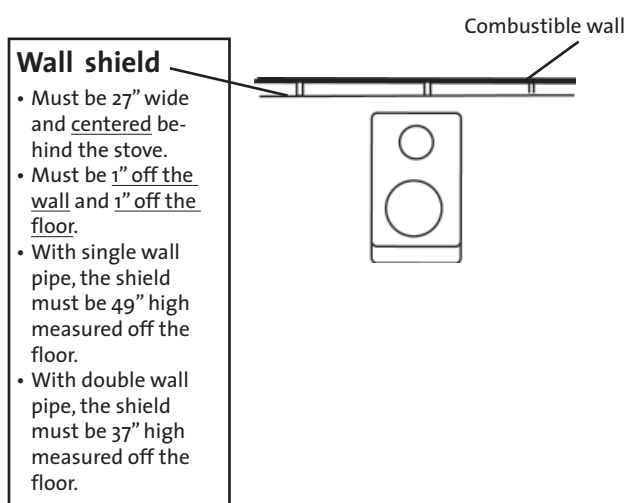 Combustible wall
Wall shield
• Must be 27” wide
and centered be-
hind the stove.
• Must be 1” off the
wall and 1” off the
floor.
• With single wall
pipe, the shield
must be 49” high
measured off the
floor.
• With double wall
pipe, the shield
must be 37” high
measured off the
floor.